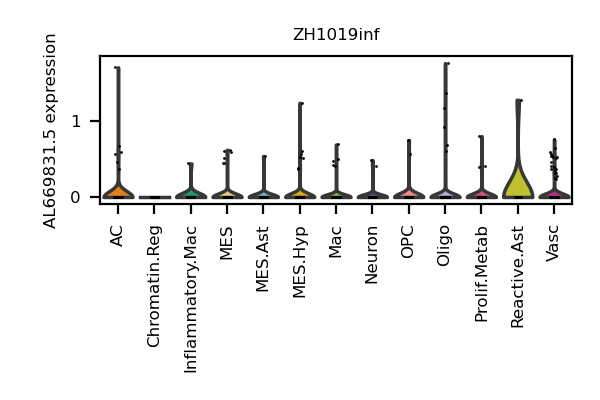 ZH1019inf
AL669831.5 expression
1
0
AC
Chromatin.Reg
Inflammatory.Mac
MES
MES.Ast
MES.Hyp
Mac
Neuron
OPC
Oligo
Prolif.Metab
Reactive.Ast
Vasc